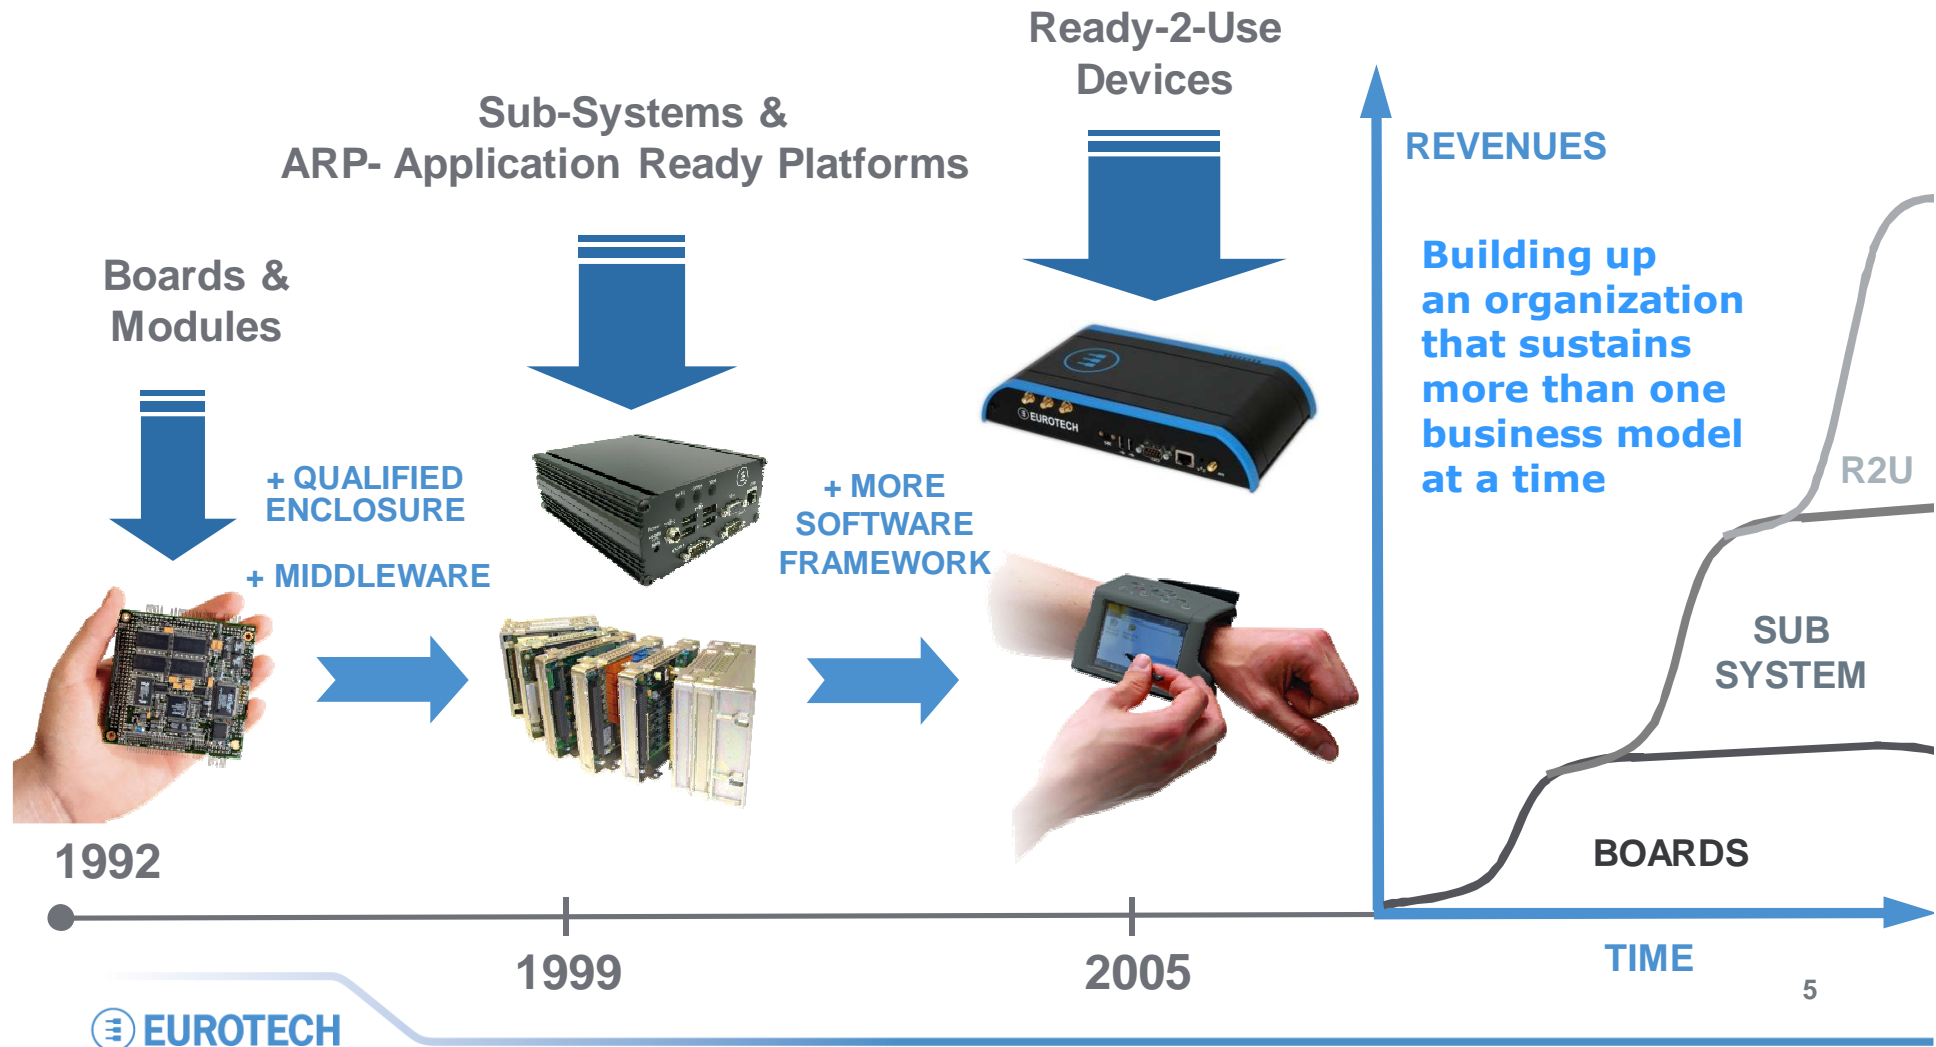 Boards &
Modules
Sub-Systems &
ARP- Application Ready Platforms
Ready-2-Use
Devices
+ QUALIFIED
ENCLOSURE
+ MIDDLEWARE
+ MORE
SOFTWARE
FRAMEWORK
EUROTECH
1992
1999
2005
REVENUES
Building up
an organization
that sustains
more than one
business model
at a time
R2U
SUB
SYSTEM
BOARDS
TIME
5
EUROTECH